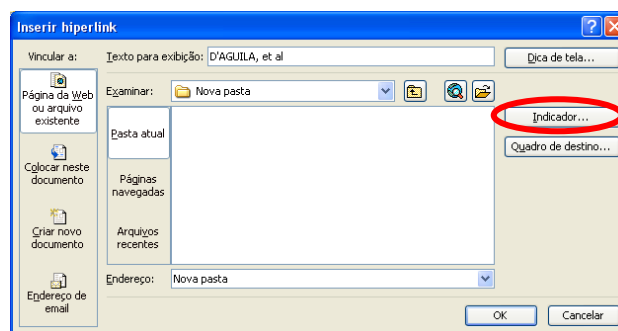 Inserir hiperlink
Vincular a:
Texto para exibição: D'AGUILA, et al
Dica de tela...
Página da Web
ou arquivo
existente
Examinar: Nova pasta
Indicador...
Pasta atual
Quadro de destino...
Colocar neste
documento
Páginas
navegadas
Criar novo
documento
Arquivos
recentes
Endereço de
email
Endereço: Nova pasta
OK
Cancelar